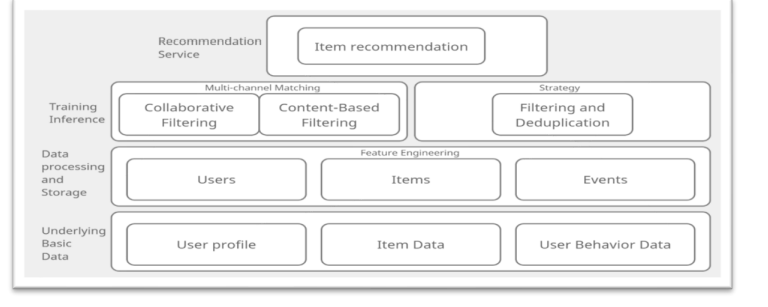 Recommendation
Service
Item recommendation
Training
Inference
Multi-channel Matching
Collaborative
Filtering
Content-Based
Filtering
Strategy
Filtering and
Deduplication
Data
processing
and
Storage
Feature Engineering
Users
Items
Events
Underlying
Basic
Data
User profile
Item Data
User Behavior Data